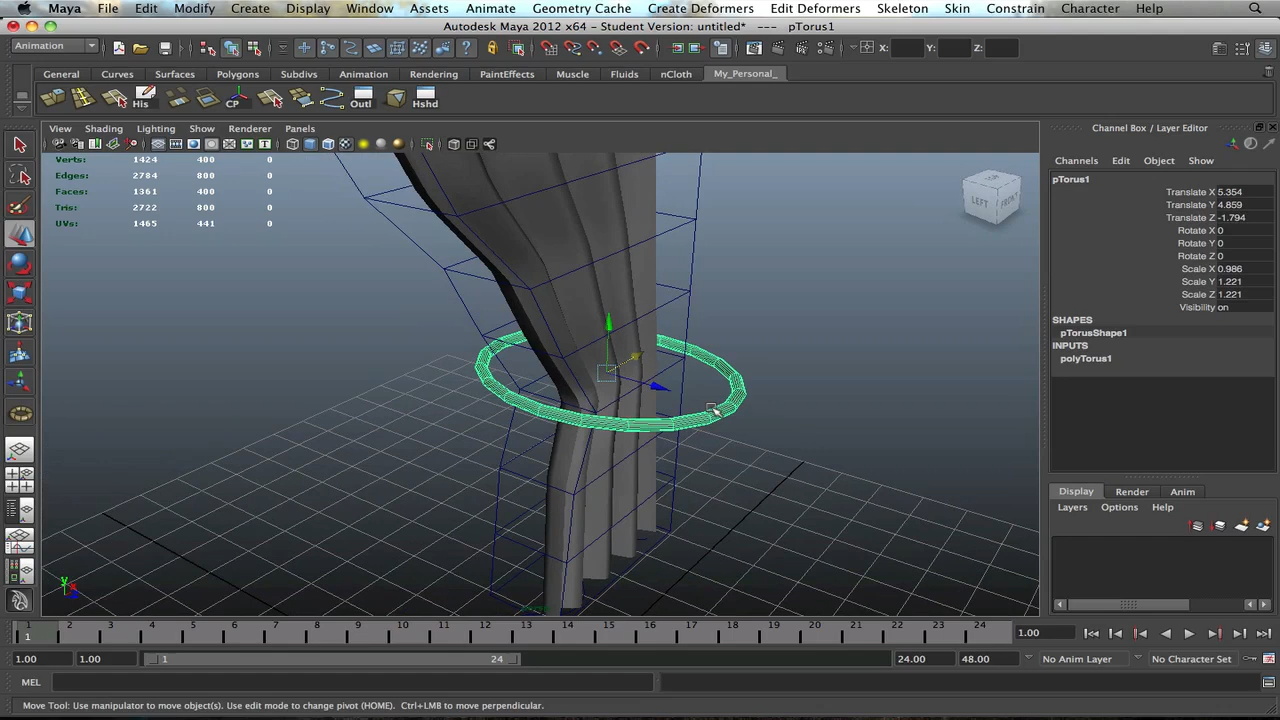 Maya File Edit Modify Create Display Window Assets Animate Geometry Cache Create Deformers Edit Deformers Skeleton Skin Constrain Character Help
Autodesk Maya 2012 x64 - Student Version: untitled* --- pTorus1
Animation X: Y: Z:
General Curves Surfaces Polygons Subdivs Animation Rendering PaintEffects Muscle Fluids nCloth My_Personal_
His CP Outl Hshd
View Shading Lighting Show Renderer Panels
Channel Box / Layer Editor
Channels Edit Object Show
Verts: 1424 400 0
Edges: 2784 800 0
Faces: 1361 400 0
Tris: 2722 800 0
UVs: 1465 441 0
LEFT FRONT
pTorus1
Translate X 5.354
Translate Y 4.859
Translate Z -1.794
Rotate X 0
Rotate Y 0
Rotate Z 0
Scale X 0.986
Scale Y 1.221
Scale Z 1.221
Visibility on
SHAPES
pTorusShape1
INPUTS
polyTorus1
Display Render Anim
Layers Options Help
y
1 2 3 4 5 6 7 8 9 10 11 12 13 14 15 16 17 18 19 20 21 22 23 24
1 1.00
1.00 1.00 1 24 24.00 48.00 No Anim Layer No Character Set
MEL
Move Tool: Use manipulator to move object(s). Use edit mode to change pivot (HOME). Ctrl+LMB to move perpendicular.